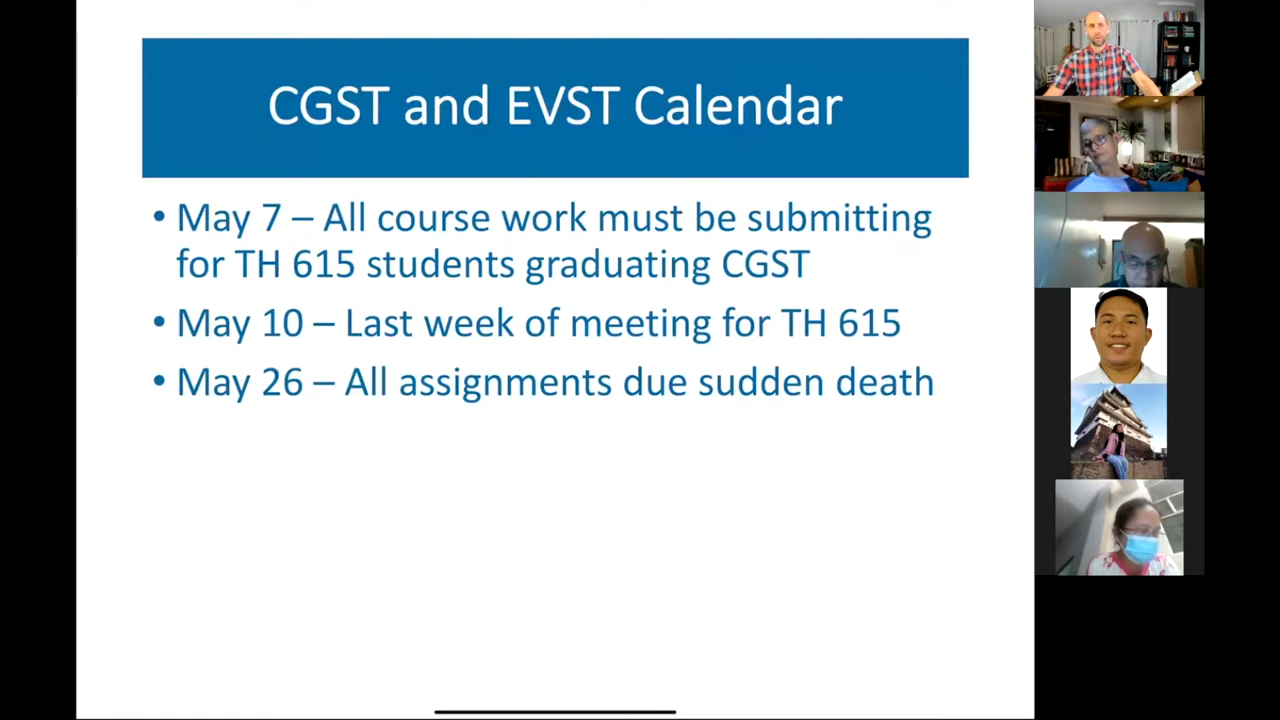 CGST and EVST Calendar
• May 7 – All course work must be submitting
for TH 615 students graduating CGST
• May 10 – Last week of meeting for TH 615
• May 26 – All assignments due sudden death